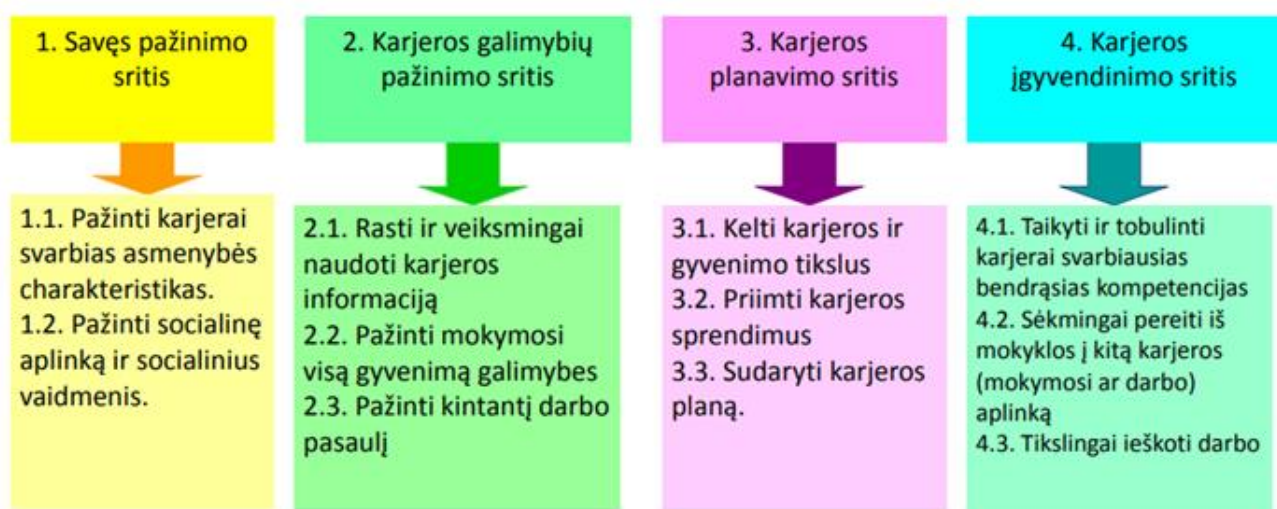 1. Savęs pažinimo
sritis
2. Karjeros galimybių
pažinimo sritis
3. Karjeros
planavimo sritis
4. Karjeros
įgyvendinimo sritis
1.1. Pažinti karjerai
svarbias asmenybės
charakteristikas.
1.2. Pažinti socialinę
aplinką ir socialinius
vaidmenis.
2.1. Rasti ir veiksmingai
naudoti karjeros
informaciją
2.2. Pažinti mokymosi
visą gyvenimą galimybes
2.3. Pažinti kintantį darbo
pasaulį
3.1. Kelti karjeros ir
gyvenimo tikslus
3.2. Priimti karjeros
sprendimus
3.3. Sudaryti karjeros
planą.
4.1. Taikyti ir tobulinti
karjerai svarbiausias
bendrąsias kompetencijas
4.2. Sėkmingai pereiti iš
mokyklos į kitą karjeros
(mokymosi ar darbo)
aplinką
4.3. Tikslingai ieškoti darbo